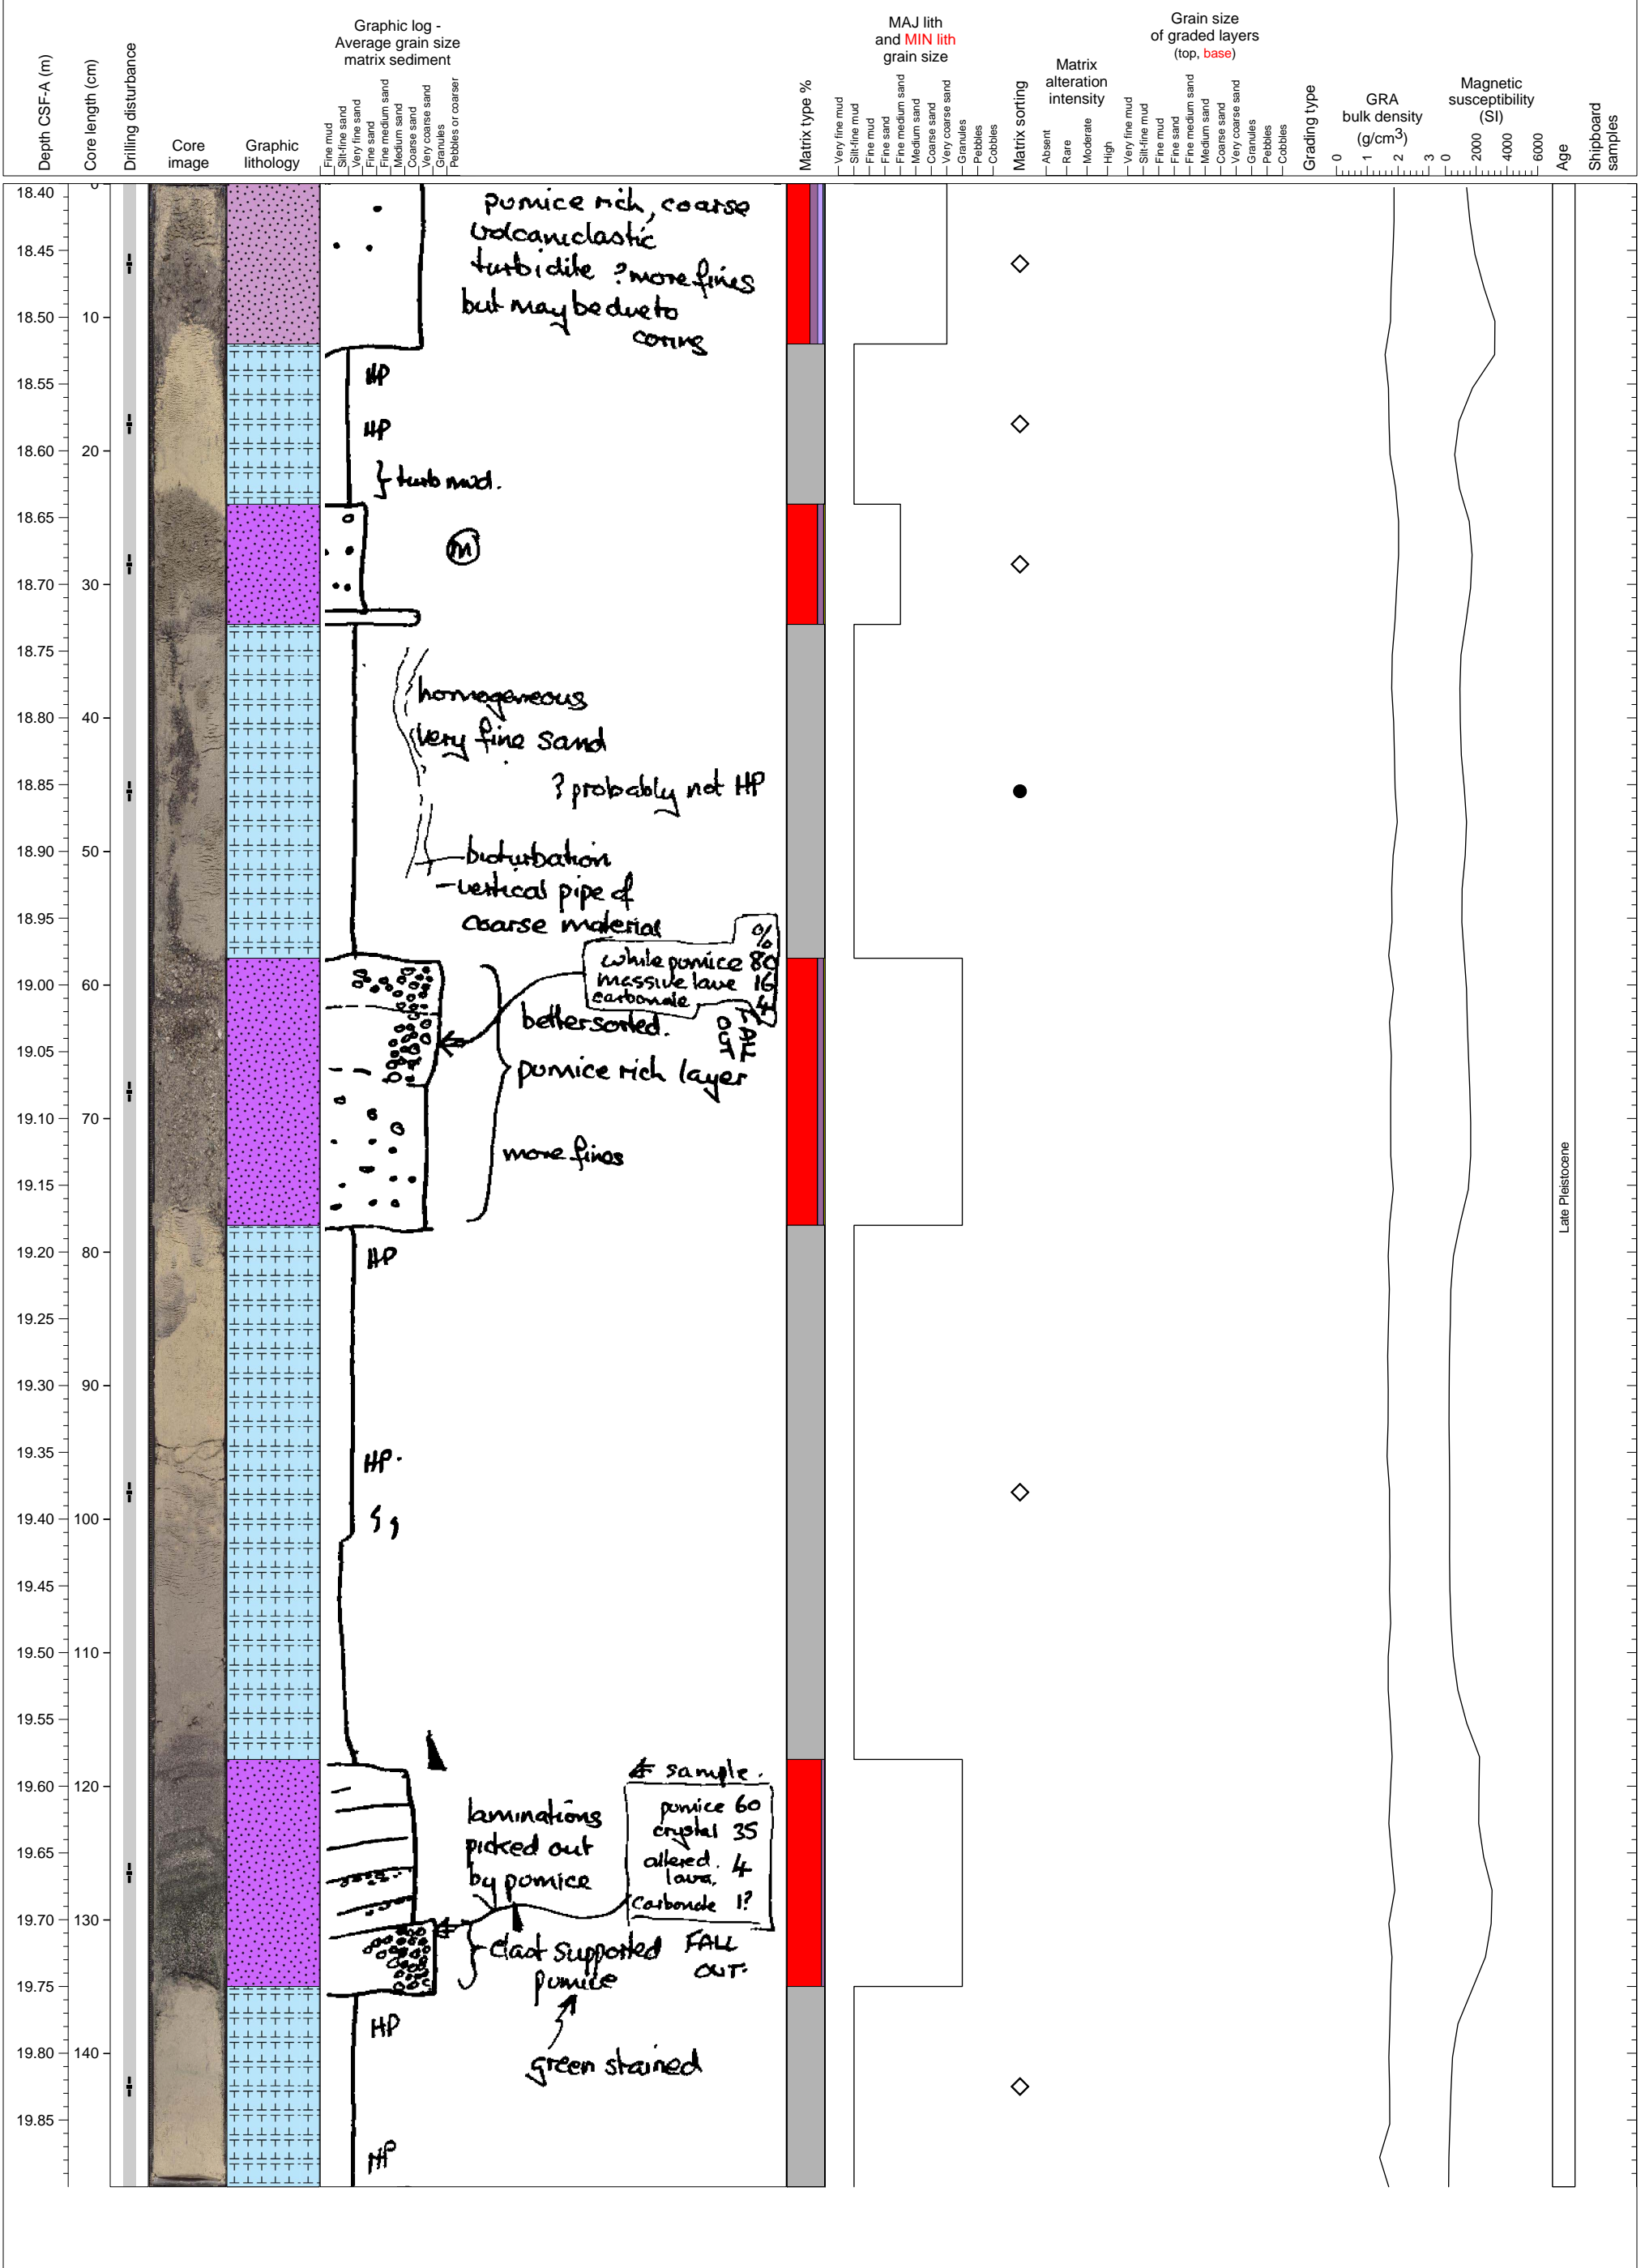 Depth CSF-A (m)
Core length (cm)
Drilling disturbance
Core
image
Graphic
lithology
Graphic log -
Average grain size
matrix sediment
Fine mud
Silt-fine sand
Very fine sand
Fine sand
Fine medium sand
Medium sand
Coarse sand
Very coarse sand
Granules
Pebbles or coarser
Matrix type %
MAJ lith
and MIN lith
grain size
Very fine mud
Silt-fine mud
Fine mud
Fine sand
Fine medium sand
Medium sand
Coarse sand
Very coarse sand
Granules
Pebbles
Cobbles
Matrix sorting
Matrix
alteration
intensity
Absent
Rare
Moderate
High
Grain size
of graded layers
(top, base)
Very fine mud
Silt-fine mud
Fine mud
Fine sand
Fine medium sand
Medium sand
Coarse sand
Very coarse sand
Granules
Pebbles
Cobbles
Grading type
GRA
bulk density
(g/cm3)
0 1 2 3
Magnetic
susceptibility
(SI)
0 2000 4000 6000
Age
Shipboard
samples
18.40 0
18.45
18.50 10
18.55
18.60 20
18.65
18.70 30
18.75
18.80 40
18.85
18.90 50
18.95
19.00 60
19.05
19.10 70
19.15
19.20 80
19.25
19.30 90
19.35
19.40 100
19.45
19.50 110
19.55
19.60 120
19.65
19.70 130
19.75
19.80 140
19.85
pumice rich, coarse
volcaniclastic
turbidite ? more fines
but may be due to
coring
HP
HP
} turb mud.
M
homogeneous
very fine sand
? probably not HP
bioturbation
- vertical pipe of
coarse material
%
white pumice 80
massive lava 16
carbonate 4
FALL
OUT
better sorted.
pumice rich layer
more fines
HP
HP.
sample.
pumice 60
crystal 35
altered. 4
lava.
Carbonate 1?
laminations
picked out
by pumice
clast supported
pumice
FALL
OUT.
HP
green stained
HP
Late Pleistocene